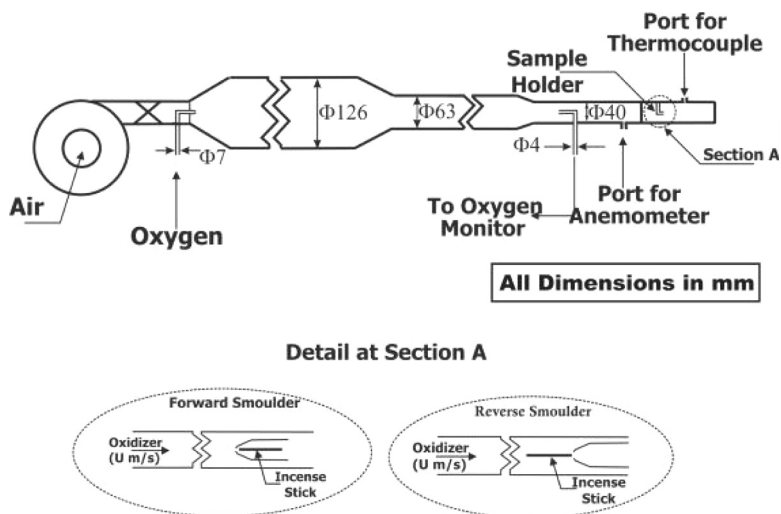 Port for
Thermocouple
Sample
Holder
Φ126
Φ63
Φ40
Φ7
Φ4
Section A
Air
Oxygen
To Oxygen
Monitor
Port for
Anemometer
All Dimensions in mm
Detail at Section A
Forward Smoulder
Oxidizer
(U m/s)
Incense
Stick
Reverse Smoulder
Oxidizer
(U m/s)
Incense
Stick